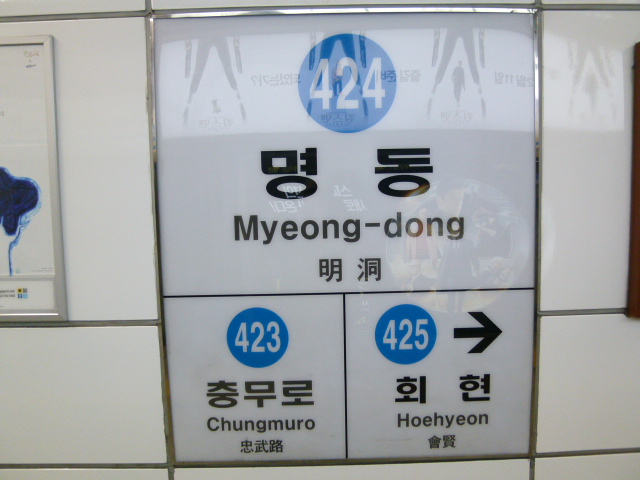 424
명 동
Myeong-dong
明 洞
423
충무로
Chungmuro
忠武路
425
회 현
Hoehyeon
會賢